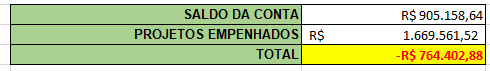 SALDO DA CONTA R$ 905.158,64
PROJETOS EMPENHADOS R$ 1.669.561,52
TOTAL -R$ 764.402,88